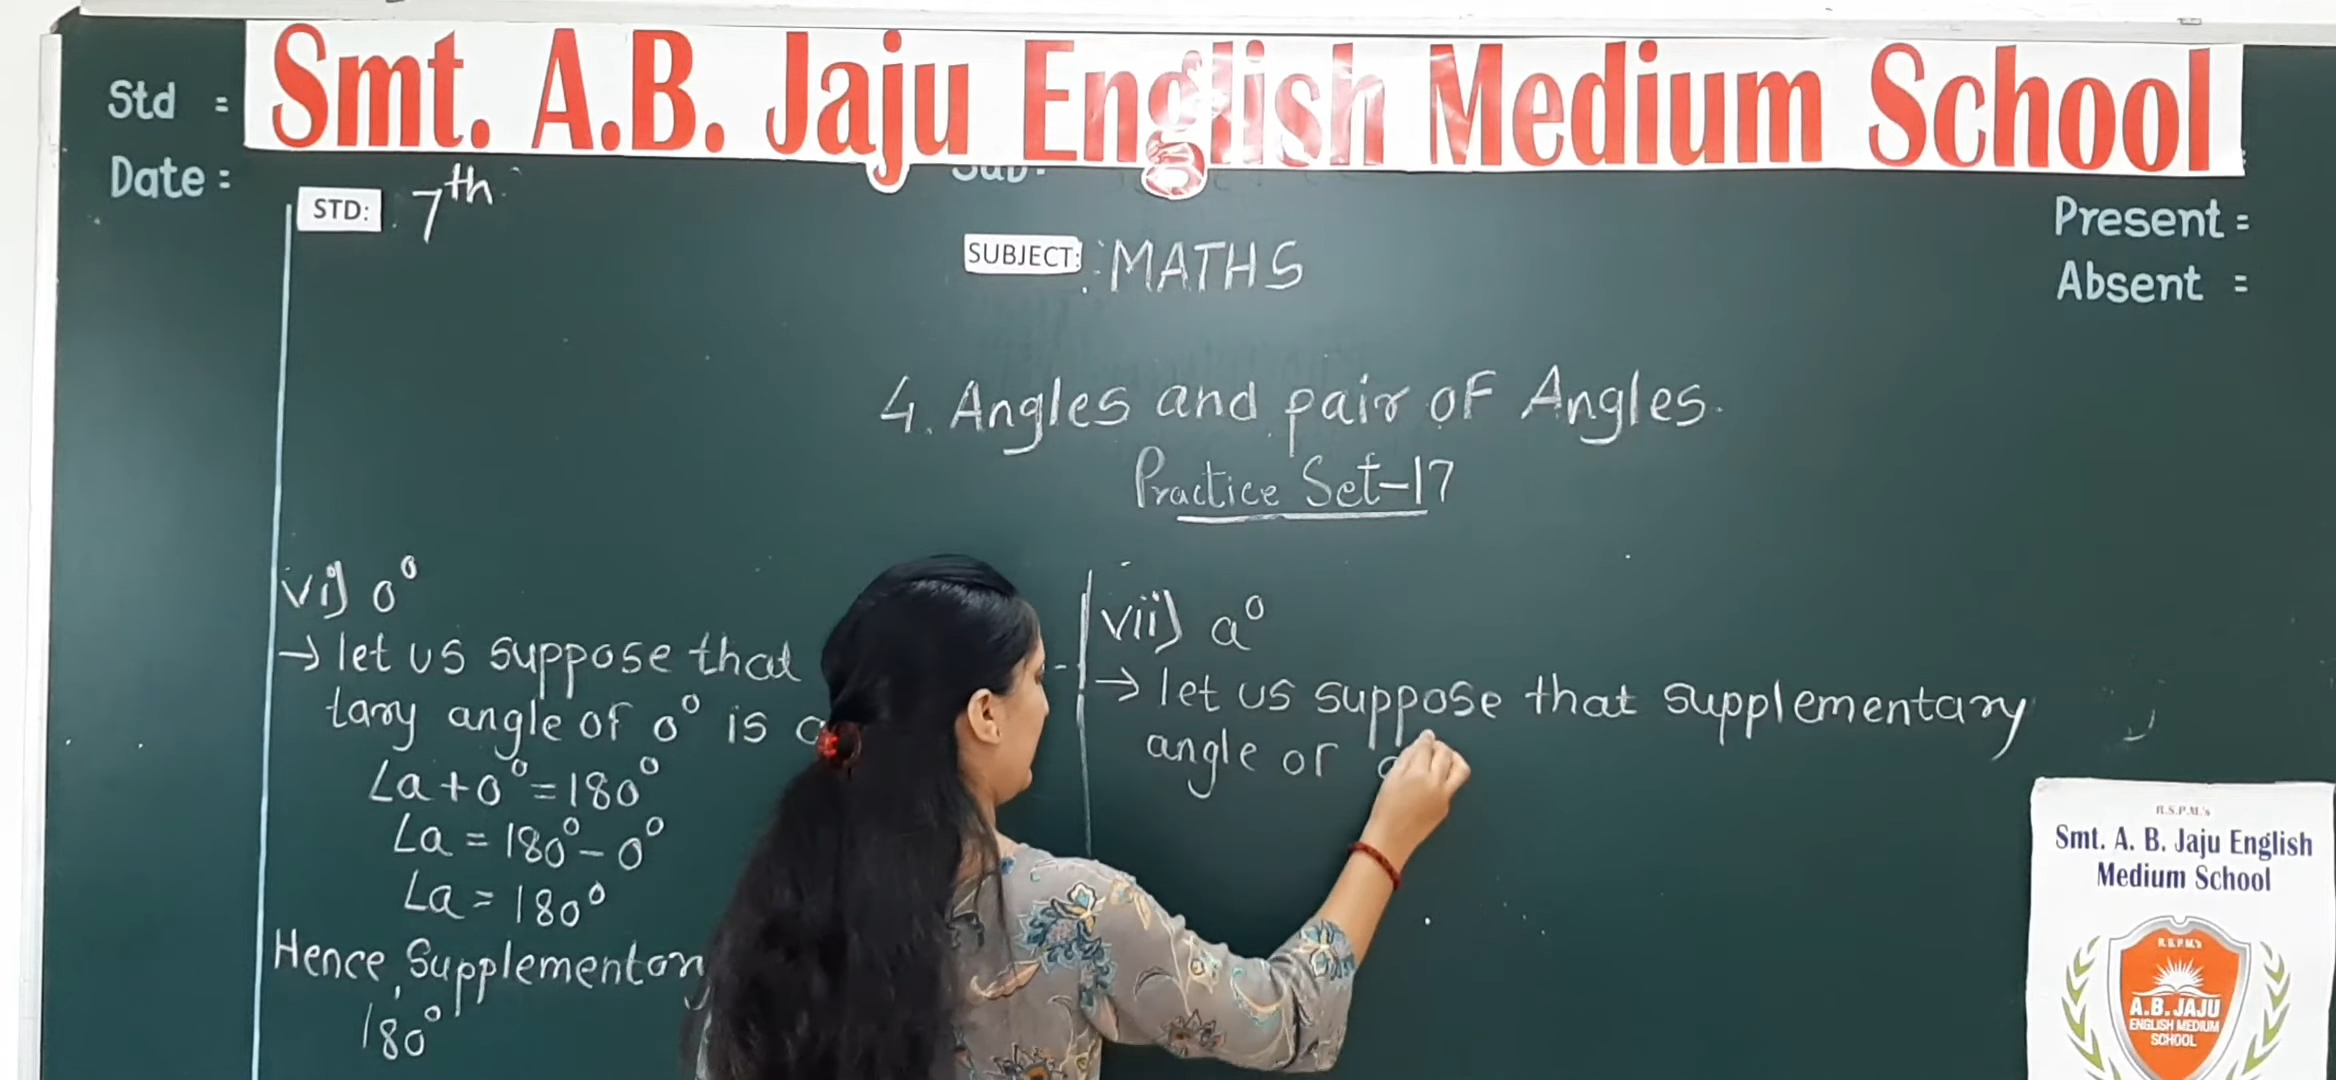 Smt. A.B. Jaju English Medium School
Std =
Date :
STD: 7th
SUBJECT: : MATHS
Present =
Absent =
4. Angles and pair of Angles.
Practice Set-17
vi) 0°
→ let us suppose that
tary angle of 0° is
∠a + 0° = 180°
∠a = 180° - 0°
∠a = 180°
Hence, Supplementary
180°
vii) a°
→ let us suppose that supplementary
angle of
R.S.P.M.'s
Smt. A. B. Jaju English
Medium School
R.S.P.M.'s
A.B.JAJU
ENGLISH MEDIUM
SCHOOL